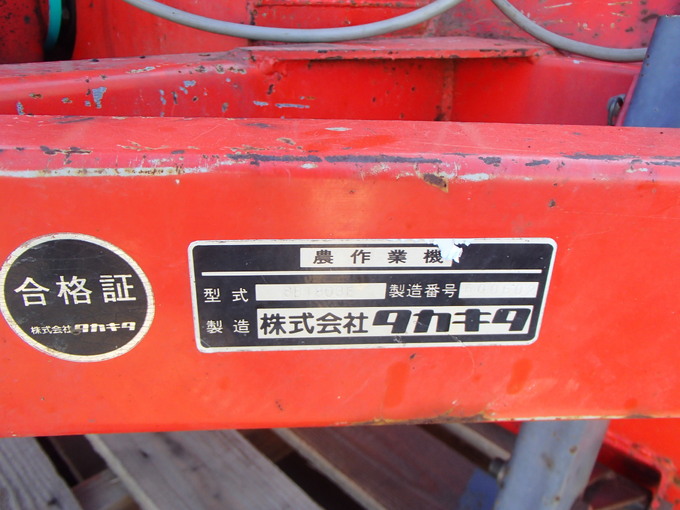 合格証
株式会社タカキタ
農作業機
型式 製造番号
製造 株式会社タカキタ